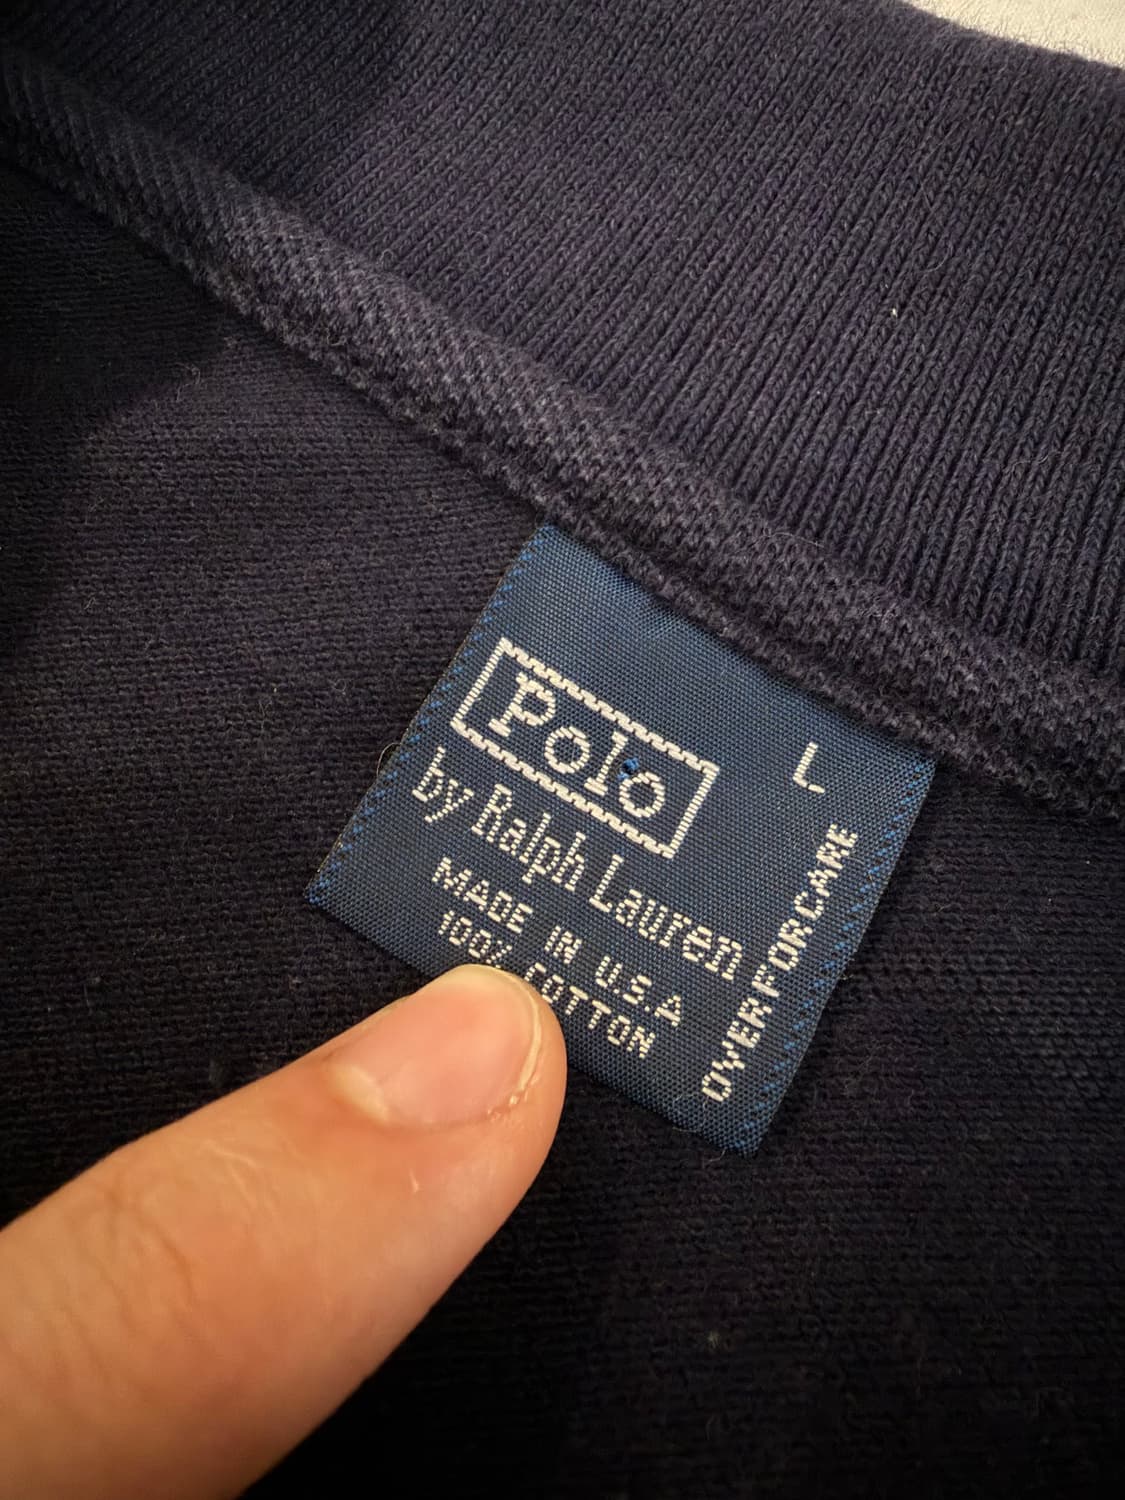 Polo
by Ralph Lauren
MADE IN U.S.A
100% COTTON
L
OVER FOR CARE